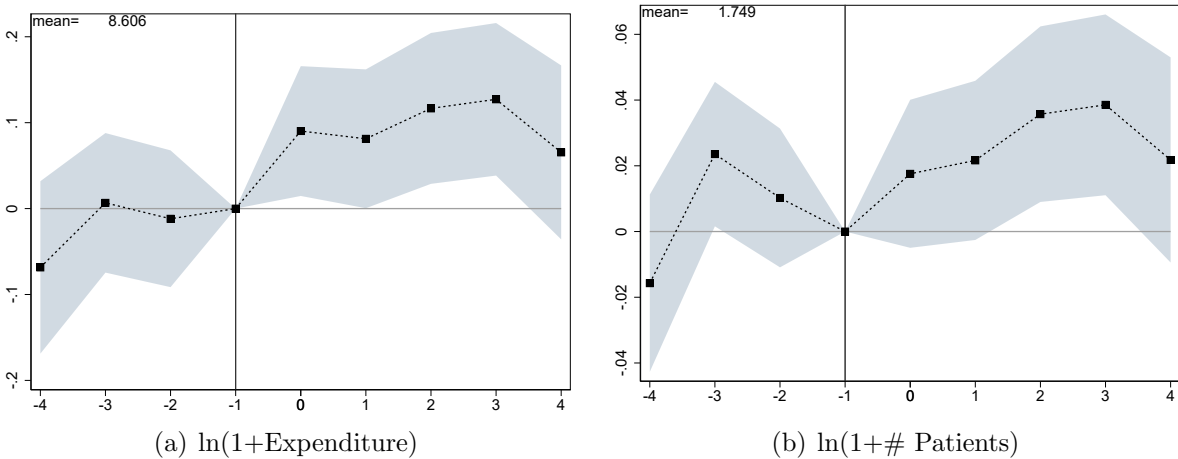 mean= 8.606
.2
.1
0
-.1
-.2
-4 -3 -2 -1 0 1 2 3 4
(a) ln(1+Expenditure)
mean= 1.749
.06
.04
.02
0
-.02
-.04
-4 -3 -2 -1 0 1 2 3 4
(b) ln(1+# Patients)